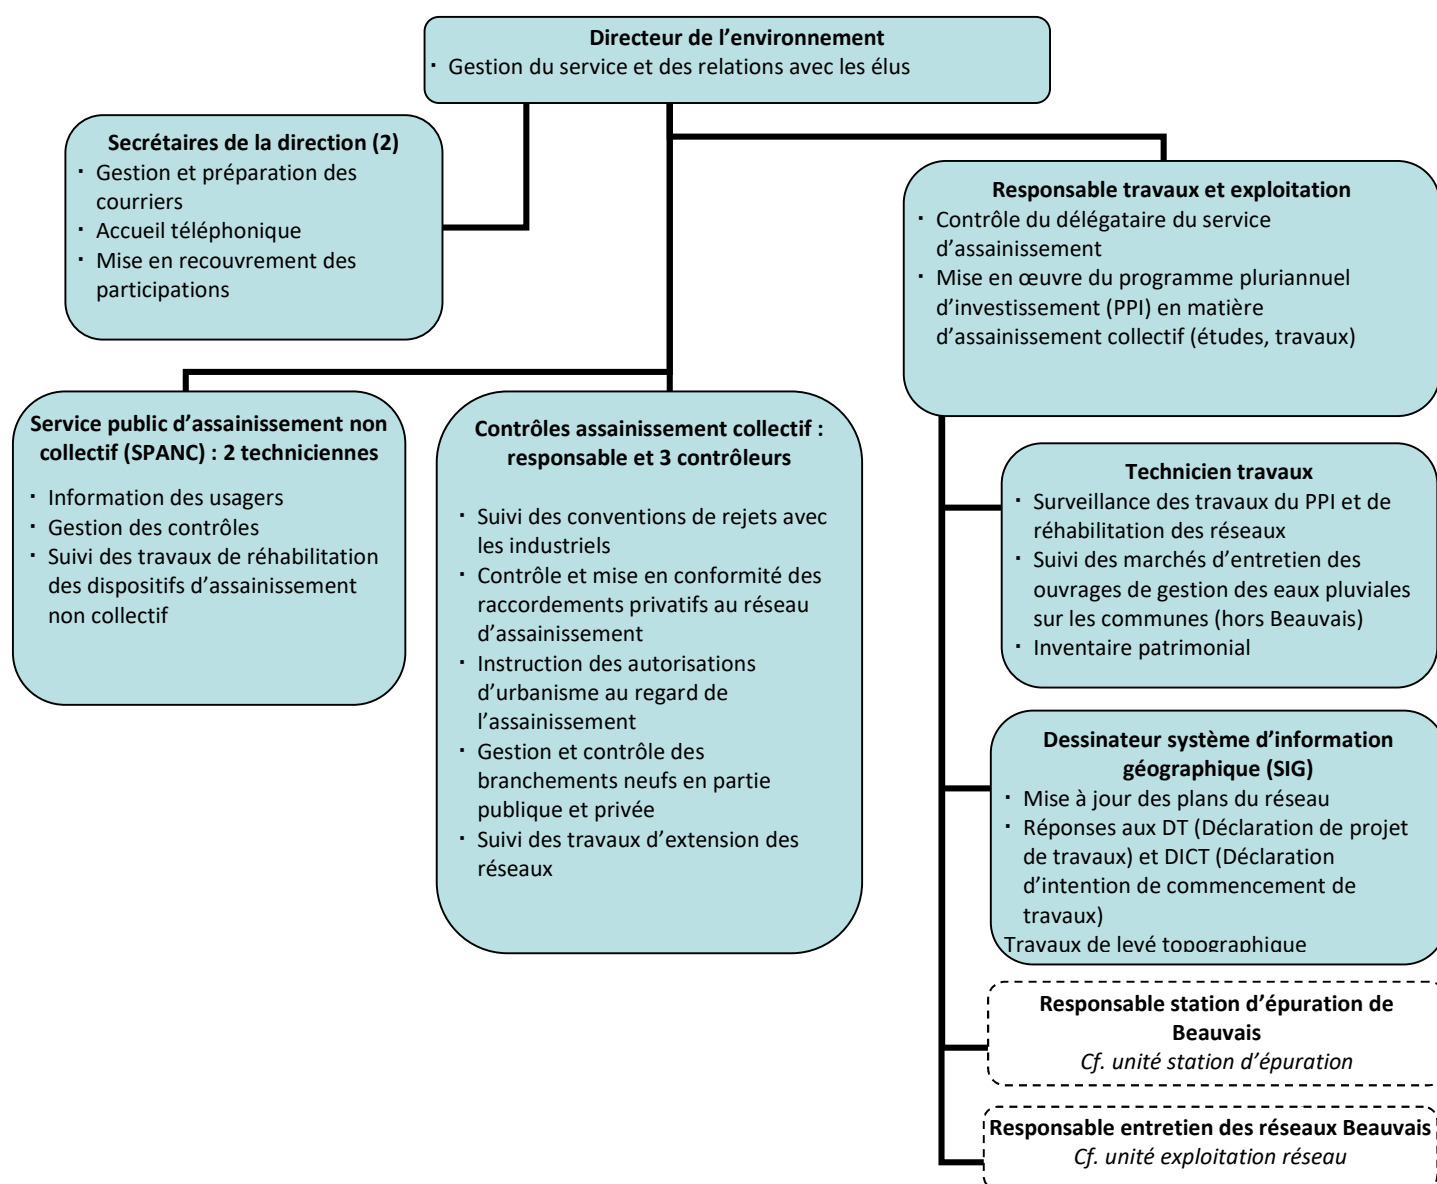 Directeur de l’environnement
· Gestion du service et des relations avec les élus
Secrétaires de la direction (2)
· Gestion et préparation des
courriers
· Accueil téléphonique
· Mise en recouvrement des
participations
Responsable travaux et exploitation
· Contrôle du délégataire du service
d’assainissement
· Mise en œuvre du programme pluriannuel
d’investissement (PPI) en matière
d’assainissement collectif (études, travaux)
Service public d’assainissement non
collectif (SPANC) : 2 techniciennes
· Information des usagers
· Gestion des contrôles
· Suivi des travaux de réhabilitation
des dispositifs d’assainissement
non collectif
Contrôles assainissement collectif :
responsable et 3 contrôleurs
· Suivi des conventions de rejets avec
les industriels
· Contrôle et mise en conformité des
raccordements privatifs au réseau
d’assainissement
· Instruction des autorisations
d’urbanisme au regard de
l’assainissement
· Gestion et contrôle des
branchements neufs en partie
publique et privée
· Suivi des travaux d’extension des
réseaux
Technicien travaux
· Surveillance des travaux du PPI et de
réhabilitation des réseaux
· Suivi des marchés d’entretien des
ouvrages de gestion des eaux pluviales
sur les communes (hors Beauvais)
· Inventaire patrimonial
Dessinateur système d’information
géographique (SIG)
· Mise à jour des plans du réseau
· Réponses aux DT (Déclaration de projet
de travaux) et DICT (Déclaration
d’intention de commencement de
travaux)
Travaux de levé topographique
Responsable station d’épuration de
Beauvais
Cf. unité station d’épuration
Responsable entretien des réseaux Beauvais
Cf. unité exploitation réseau